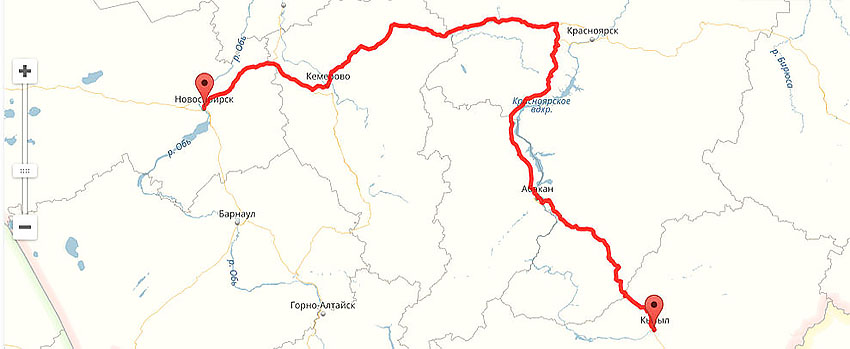 р. Обь
Красноярск
Кемерово
р. Бирюса
Новосибирск
Красноярское
вдхр.
р. Обь
Абакан
Барнаул
р. Обь
Горно-Алтайск
Кызыл